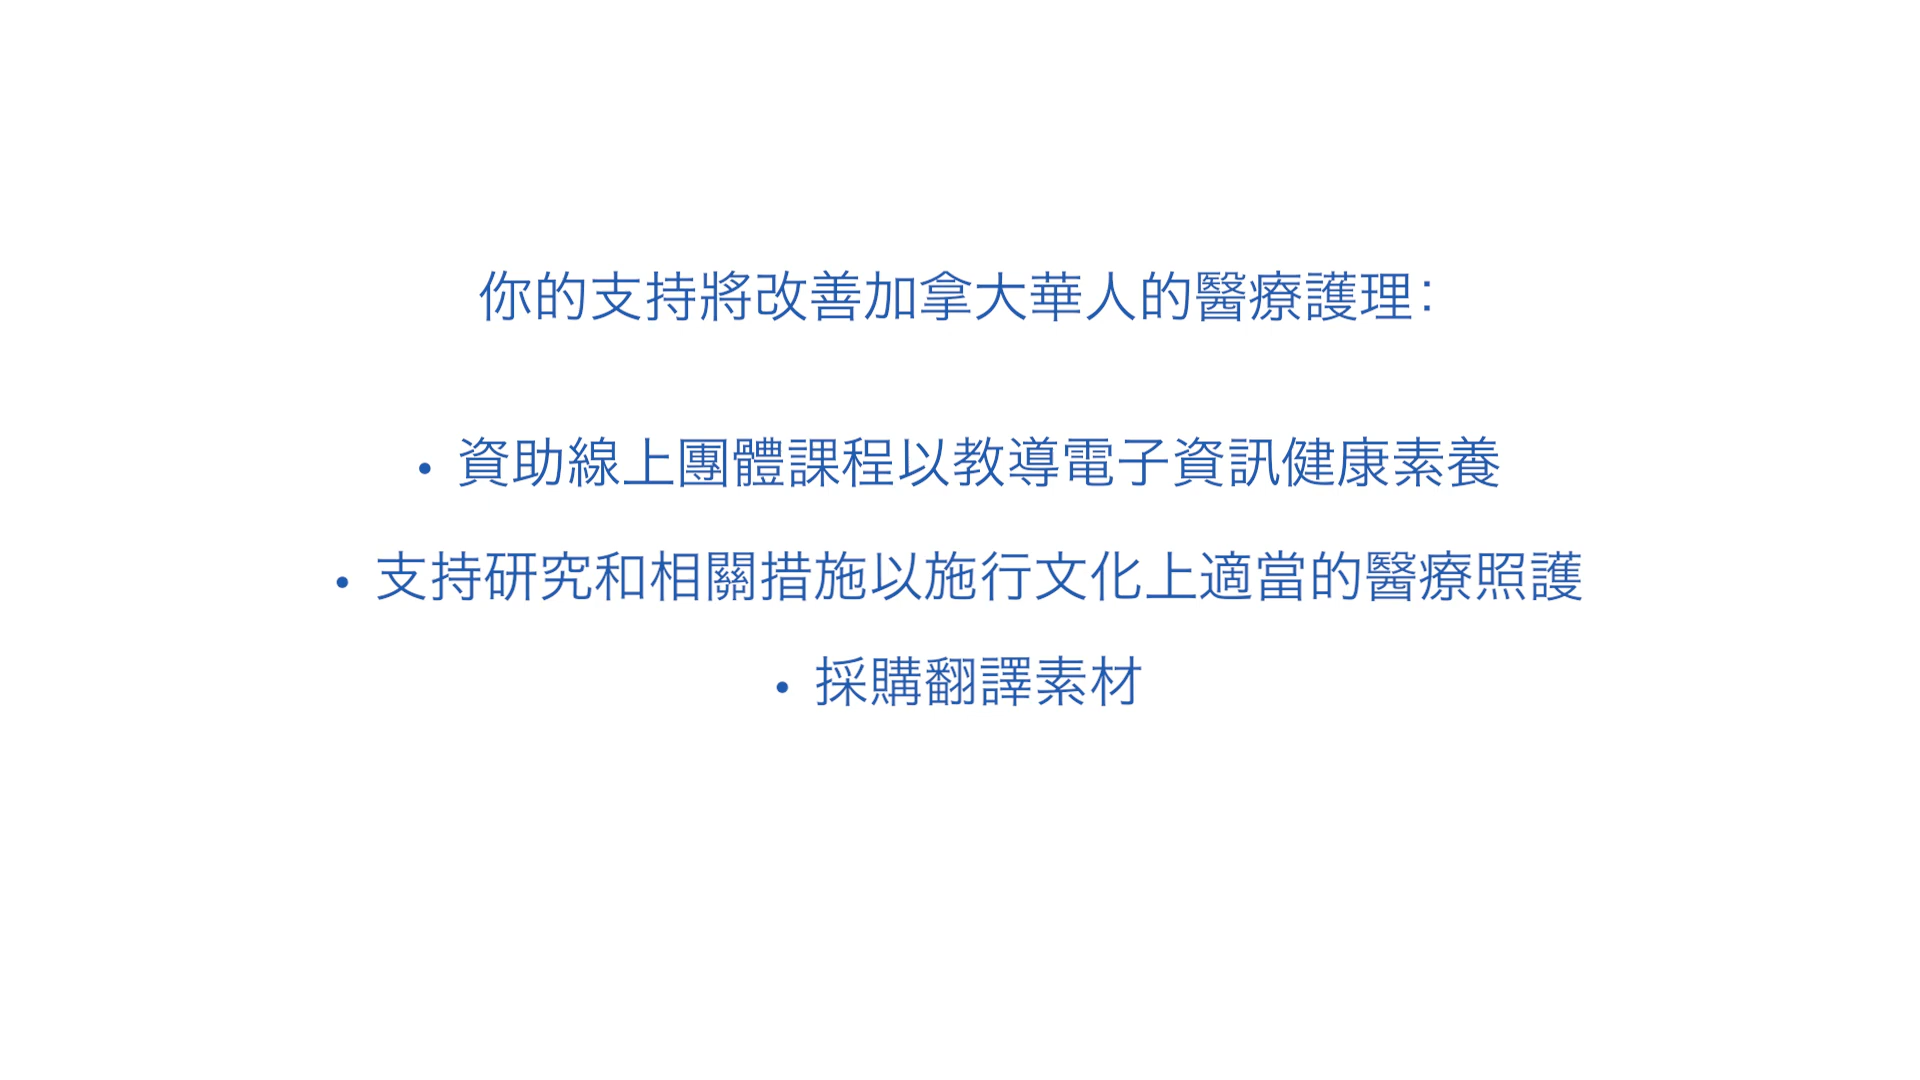 你的支持將改善加拿大華人的醫療護理：
• 資助線上團體課程以教導電子資訊健康素養
• 支持研究和相關措施以施行文化上適當的醫療照護
• 採購翻譯素材